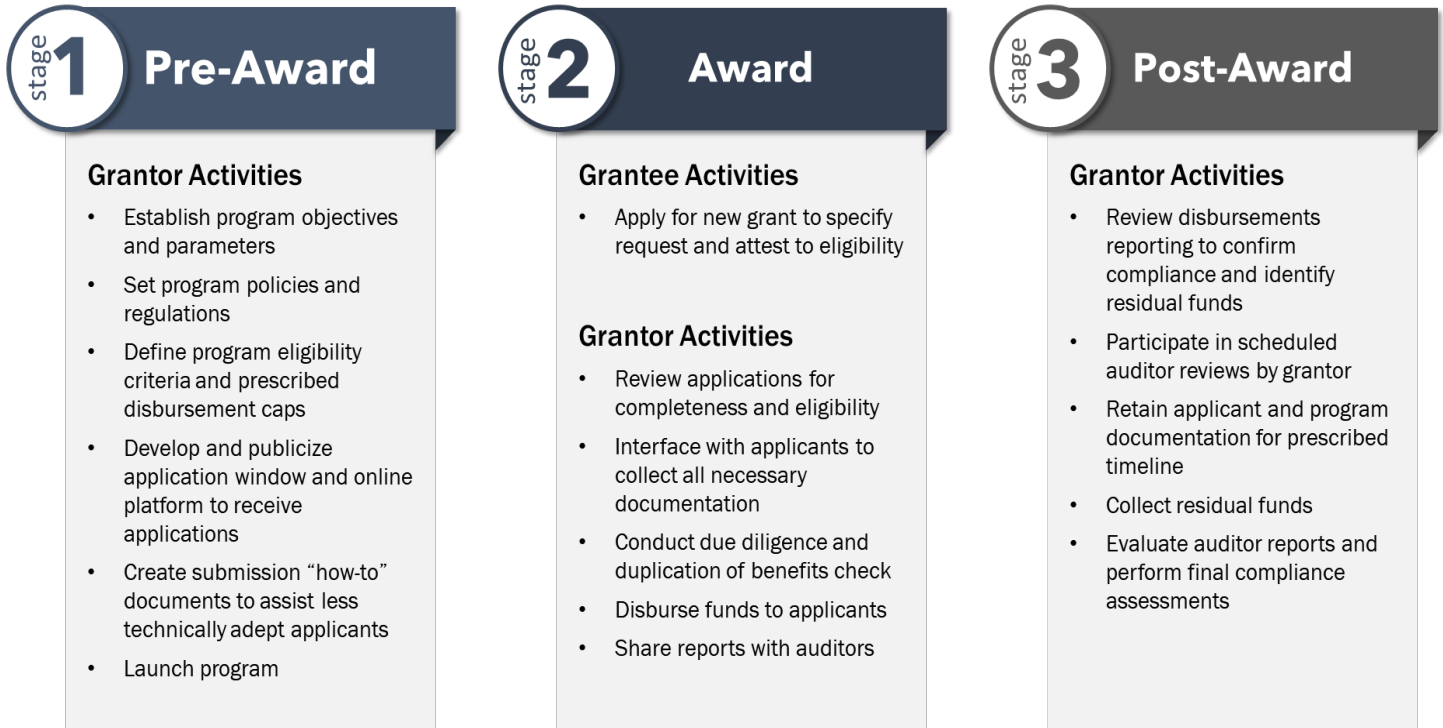 stage 1 Pre-Award
Grantor Activities
• Establish program objectives
and parameters
• Set program policies and
regulations
• Define program eligibility
criteria and prescribed
disbursement caps
• Develop and publicize
application window and online
platform to receive
applications
• Create submission “how-to”
documents to assist less
technically adept applicants
• Launch program
stage 2 Award
Grantee Activities
• Apply for new grant to specify
request and attest to eligibility
Grantor Activities
• Review applications for
completeness and eligibility
• Interface with applicants to
collect all necessary
documentation
• Conduct due diligence and
duplication of benefits check
• Disburse funds to applicants
• Share reports with auditors
stage 3 Post-Award
Grantor Activities
• Review disbursements
reporting to confirm
compliance and identify
residual funds
• Participate in scheduled
auditor reviews by grantor
• Retain applicant and program
documentation for prescribed
timeline
• Collect residual funds
• Evaluate auditor reports and
perform final compliance
assessments